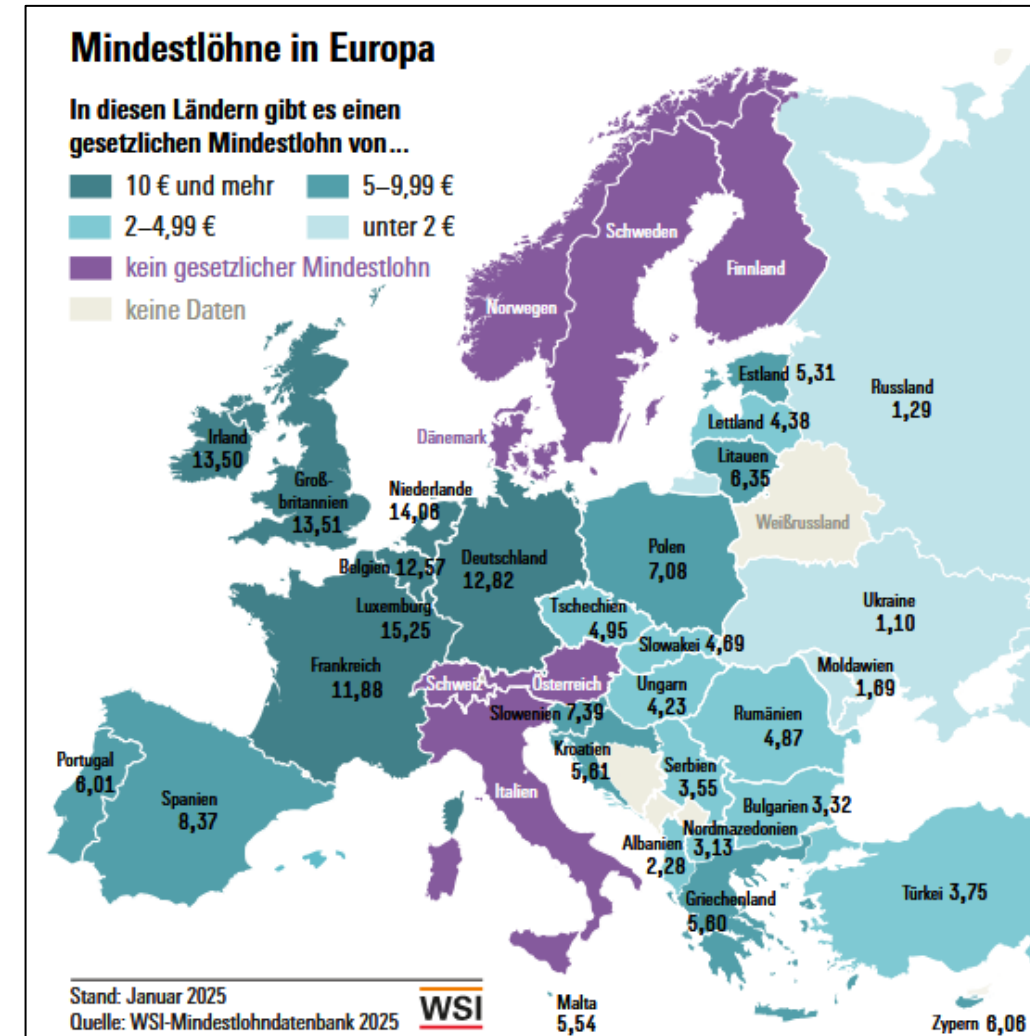 Mindestlöhne in Europa
In diesen Ländern gibt es einen
gesetzlichen Mindestlohn von...
10 € und mehr
5–9,99 €
2–4,99 €
unter 2 €
kein gesetzlicher Mindestlohn
keine Daten
Schweden
Finnland
Norwegen
Estland 5,31
Russland
1,29
Lettland 4,38
Dänemark
Litauen
6,35
Irland
13,50
Groß-
britannien
13,51
Niederlande
14,06
Weißrussland
Belgien 12,57
Deutschland
12,82
Polen
7,08
Luxemburg
15,25
Tschechien
4,95
Ukraine
1,10
Slowakei 4,69
Frankreich
11,88
Schweiz
Österreich
Ungarn
4,23
Moldawien
1,69
Slowenien 7,39
Rumänien
4,87
Kroatien
5,61
Portugal
6,01
Serbien
3,55
Spanien
8,37
Italien
Bulgarien 3,32
Nordmazedonien
3,13
Albanien
2,28
Türkei 3,75
Griechenland
5,60
Stand: Januar 2025
Quelle: WSI-Mindestlohndatenbank 2025
WSI
Malta
5,54
Zypern 6,06